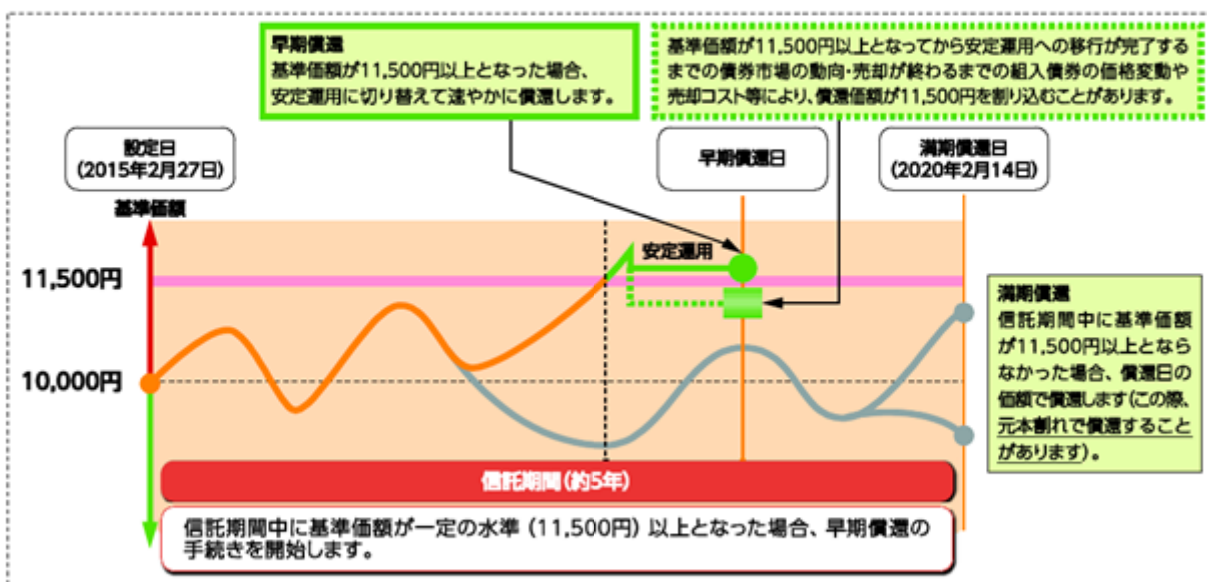 早期償還
基準価額が11,500円以上となった場合、
安定運用に切り替えて速やかに償還します。
基準価額が11,500円以上となってから安定運用への移行が完了する
までの債券市場の動向・売却が終わるまでの組入債券の価格変動や
売却コスト等により、償還価額が11,500円を割り込むことがあります。
設定日
(2015年2月27日)
早期償還日
満期償還日
(2020年2月14日)
基準価額
安定運用
11,500円
10,000円
満期償還
信託期間中に基準価額
が11,500円以上となら
なかった場合、償還日の
価額で償還します(この際、
元本割れで償還すること
があります)。
信託期間(約5年)
信託期間中に基準価額が一定の水準(11,500円)以上となった場合、早期償還の
手続きを開始します。